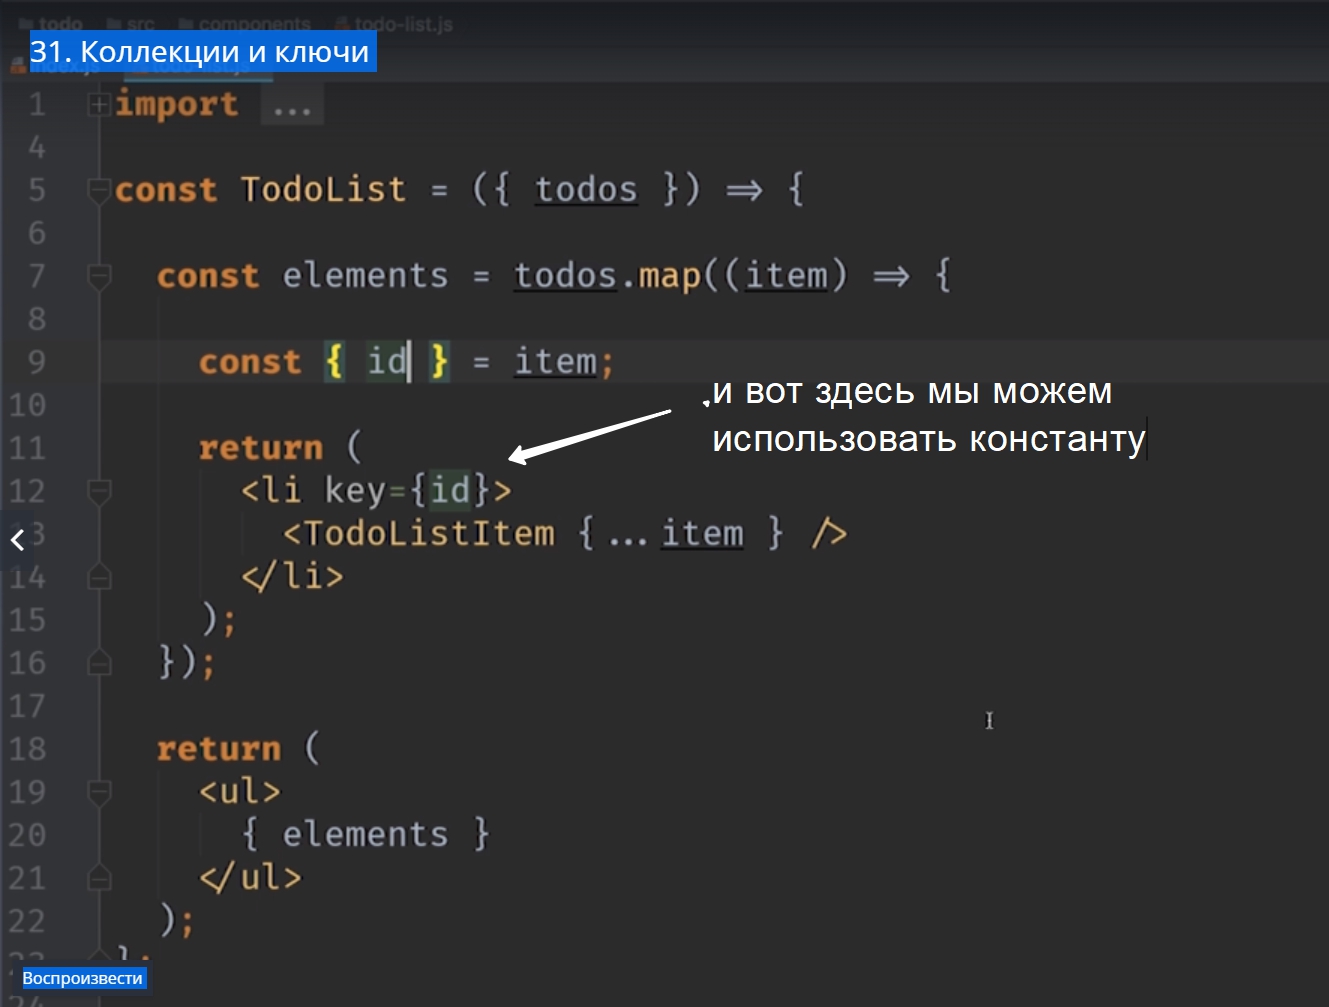 todo src components todo-list.js
31. Коллекции и ключи
1 import ...
4
5 const TodoList = ({ todos }) => {
6
7 const elements = todos.map((item) => {
8
9 const { id } = item;
и вот здесь мы можем
10
использовать константу
11 return (
12 <li key={id}>
<TodoListItem {...item } />
14 </li>
15 );
16 });
17
18 return (
19 <ul>
20 { elements }
21 </ul>
22 );
23 };
Воспроизвести
24